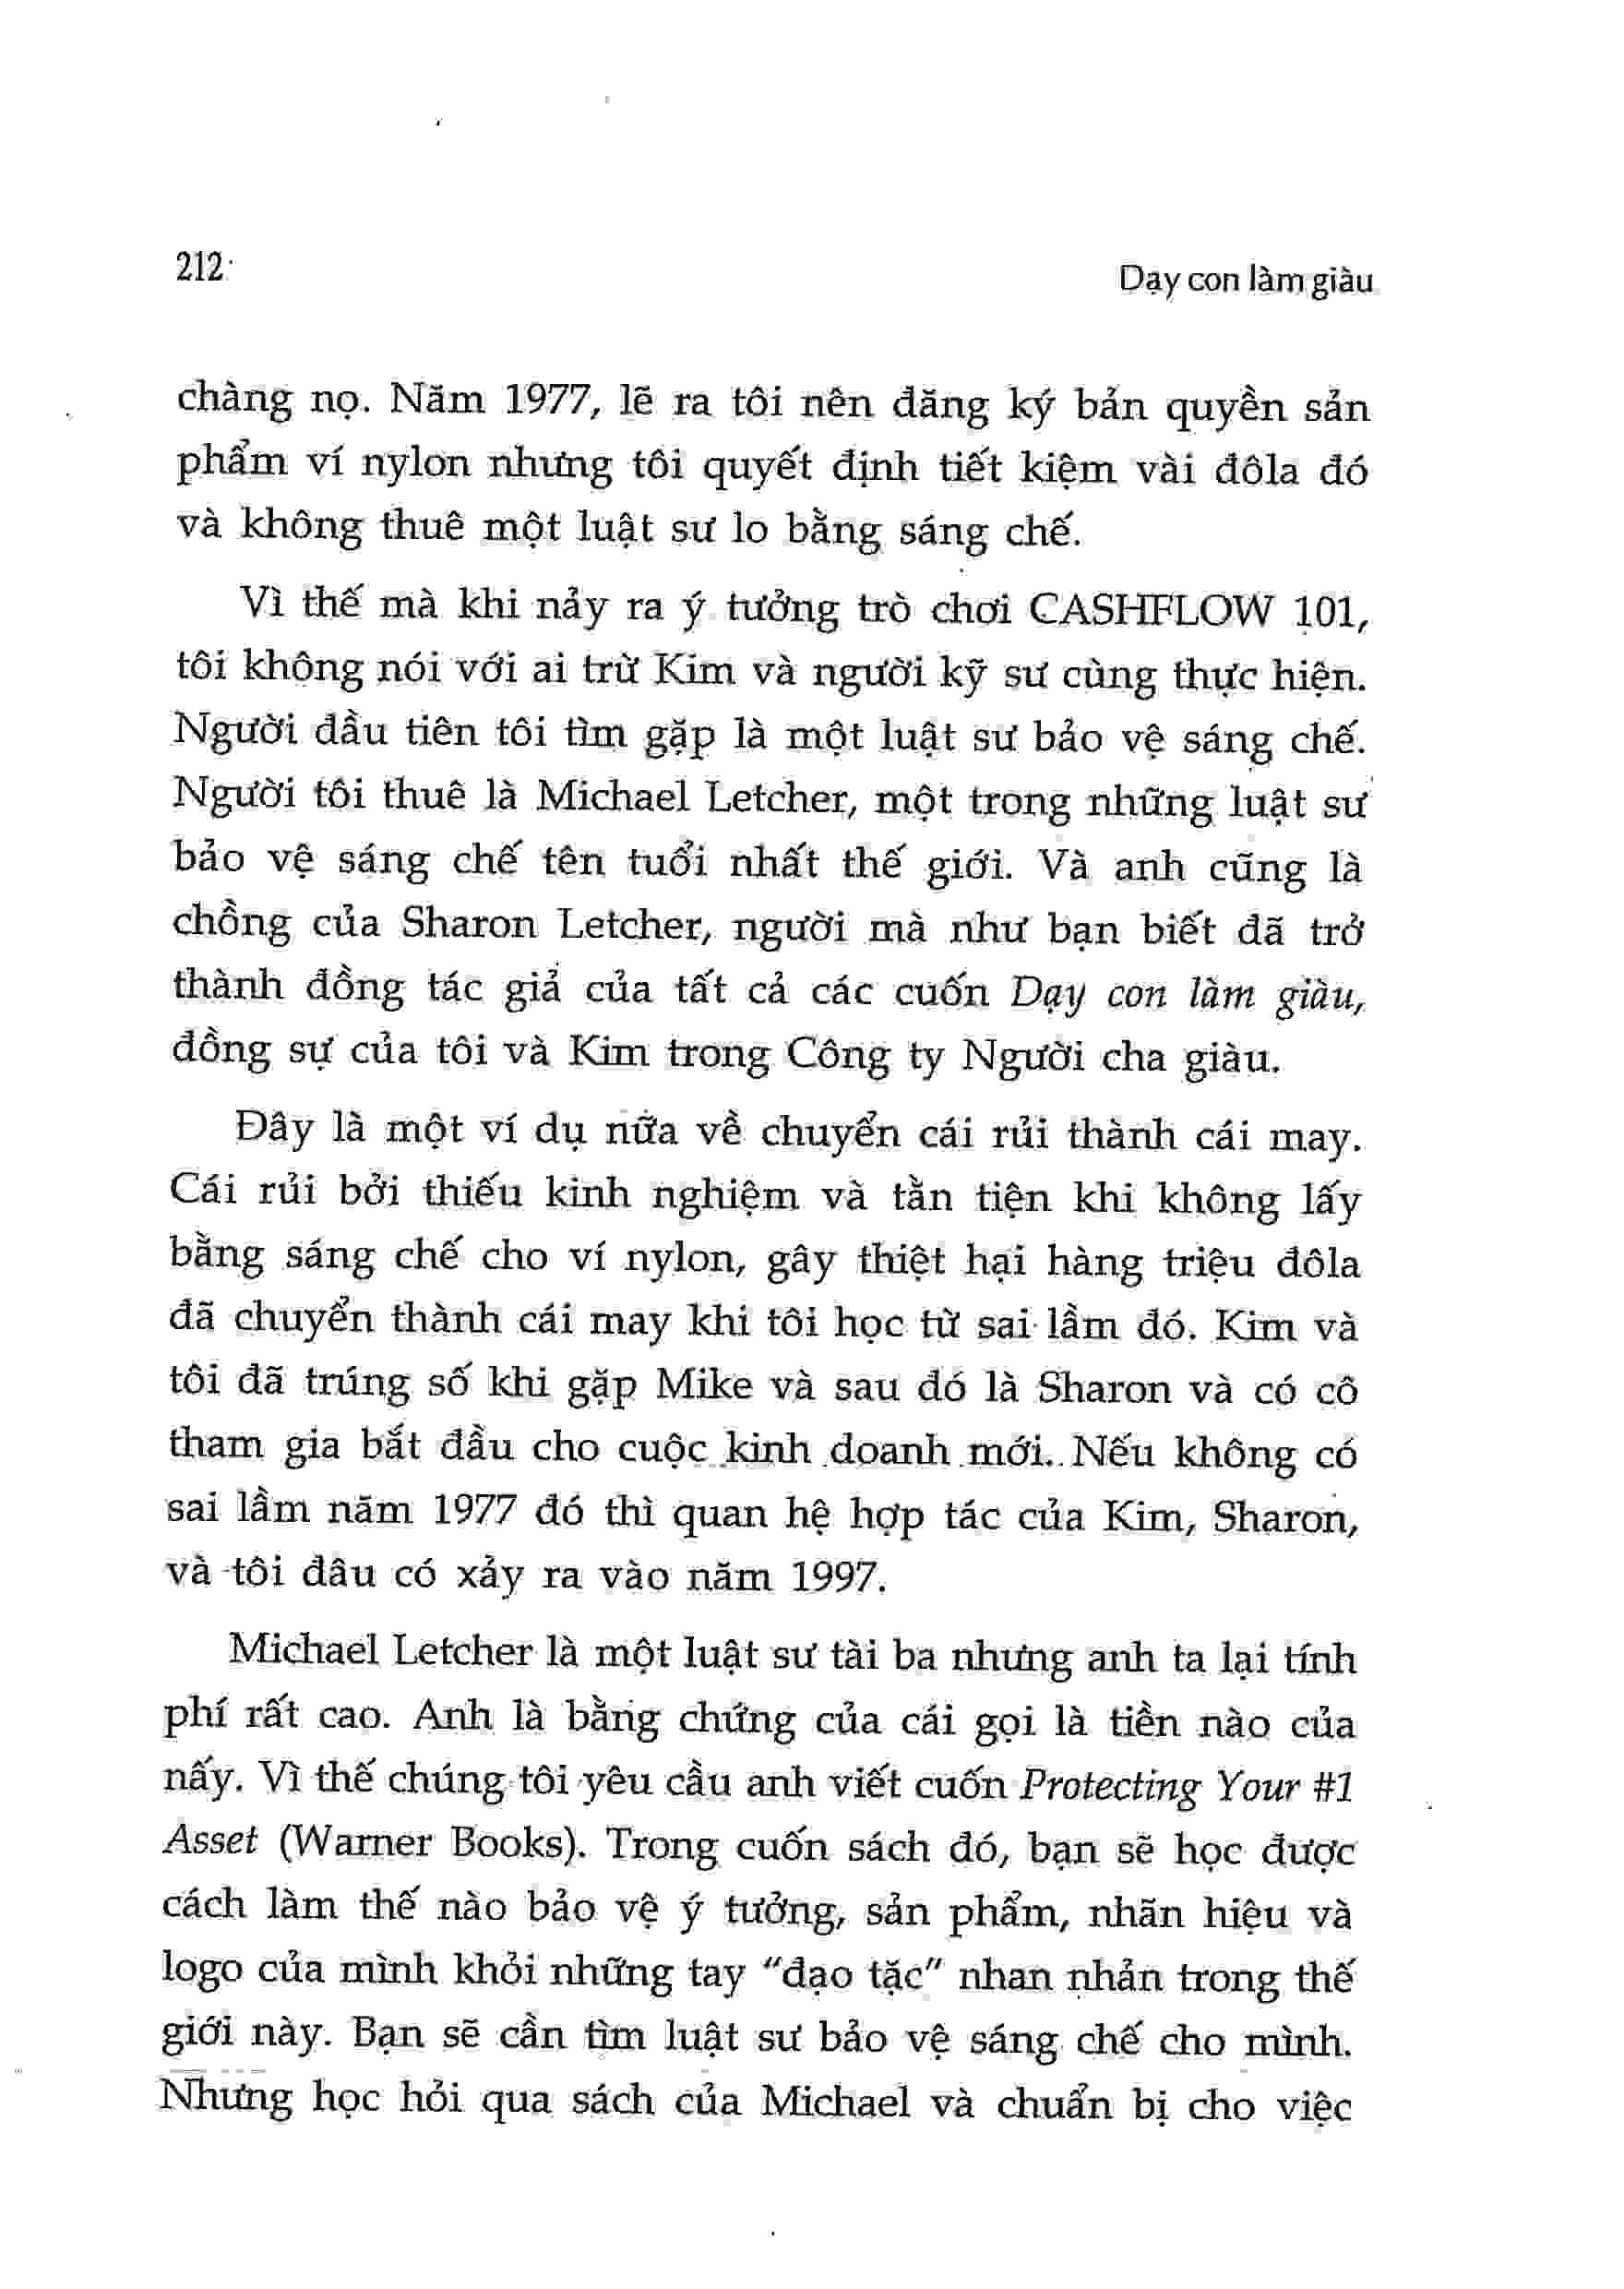 212
Dạy con làm giàu
chàng nọ. Năm 1977, lẽ ra tôi nên đăng ký bản quyền sản
phẩm ví nylon nhưng tôi quyết định tiết kiệm vài đôla đó
và không thuê một luật sư lo bằng sáng chế.
Vì thế mà khi nảy ra ý tưởng trò chơi CASHFLOW 101,
tôi không nói với ai trừ Kim và người kỹ sư cùng thực hiện.
Người đầu tiên tôi tìm gặp là một luật sư bảo vệ sáng chế.
Người tôi thuê là Michael Letcher, một trong những luật sư
bảo vệ sáng chế tên tuổi nhất thế giới. Và anh cũng là
chồng của Sharon Letcher, người mà như bạn biết đã trở
thành đồng tác giả của tất cả các cuốn Dạy con làm giàu,
đồng sự của tôi và Kim trong Công ty Người cha giàu.
Đây là một ví dụ nữa về chuyển cái rủi thành cái may.
Cái rủi bởi thiếu kinh nghiệm và tằn tiện khi không lấy
bằng sáng chế cho ví nylon, gây thiệt hại hàng triệu đôla
đã chuyển thành cái may khi tôi học từ sai lầm đó. Kim và
tôi đã trúng số khi gặp Mike và sau đó là Sharon và có cô
tham gia bắt đầu cho cuộc kinh doanh mới. Nếu không có
sai lầm năm 1977 đó thì quan hệ hợp tác của Kim, Sharon,
và tôi đâu có xảy ra vào năm 1997.
Michael Letcher là một luật sư tài ba nhưng anh ta lại tính
phí rất cao. Anh là bằng chứng của cái gọi là tiền nào của
nấy. Vì thế chúng tôi yêu cầu anh viết cuốn Protecting Your #1
Asset (Warner Books). Trong cuốn sách đó, bạn sẽ học được
cách làm thế nào bảo vệ ý tưởng, sản phẩm, nhãn hiệu và
logo của mình khỏi những tay “đạo tặc” nhan nhản trong thế
giới này. Bạn sẽ cần tìm luật sư bảo vệ sáng chế cho mình.
Nhưng học hỏi qua sách của Michael và chuẩn bị cho việc